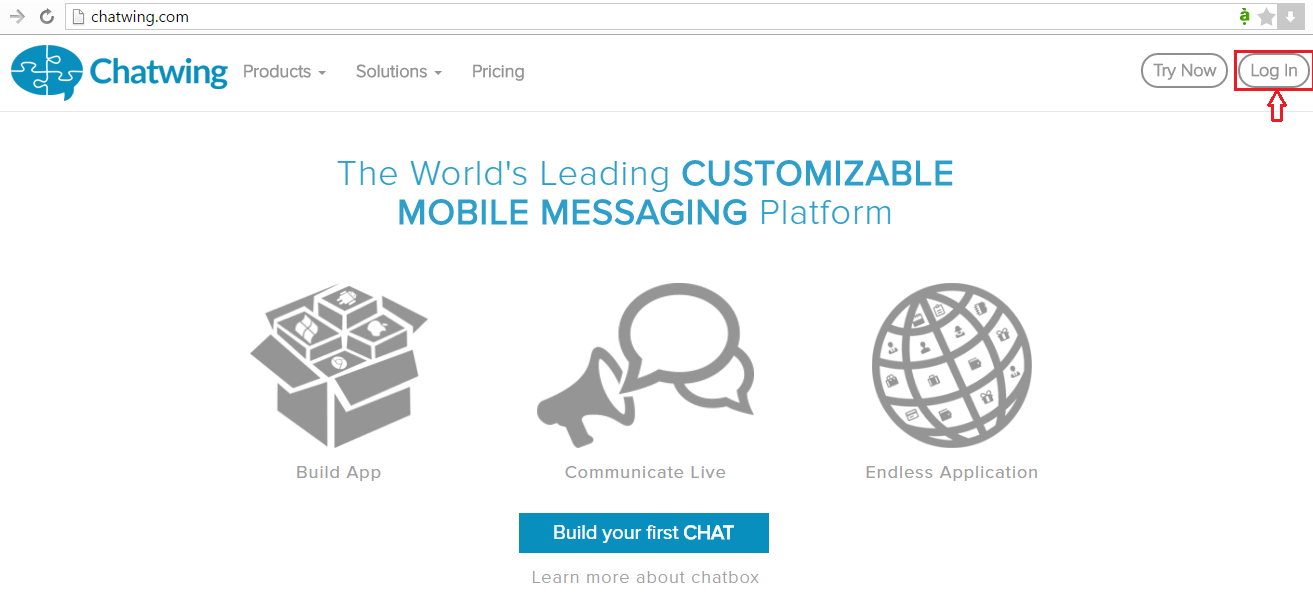 chatwing.com
Chatwing Products Solutions Pricing Try Now Log In
The World's Leading CUSTOMIZABLE
MOBILE MESSAGING Platform
Build App Communicate Live Endless Application
Build your first CHAT
Learn more about chatbox